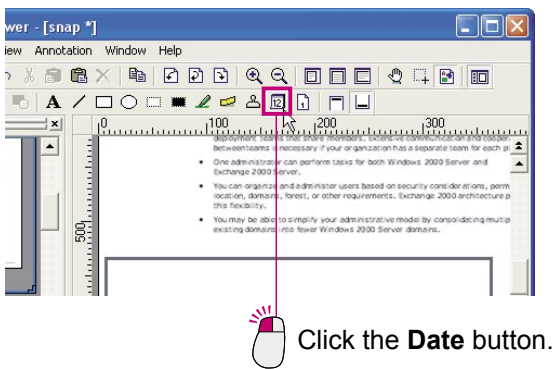 wer - [snap *]
iew Annotation Window Help
A 12 1
0 100 200 300
deployment teams that share members, extensive communication and cooper
between teams is necessary if your organization has a separate team for each pl
• One administrator can perform tasks for both Windows 2000 Server and
Exchange 2000 Server.
• You can organize and administer users based on security considerations, perm
location, domains, forest, or other requirements. Exchange 2000 architecture p
this flexibility.
• You may be able to simplify your administrative model by consolidating multip
existing domains into fewer Windows 2000 Server domains.
500
Click the Date button.